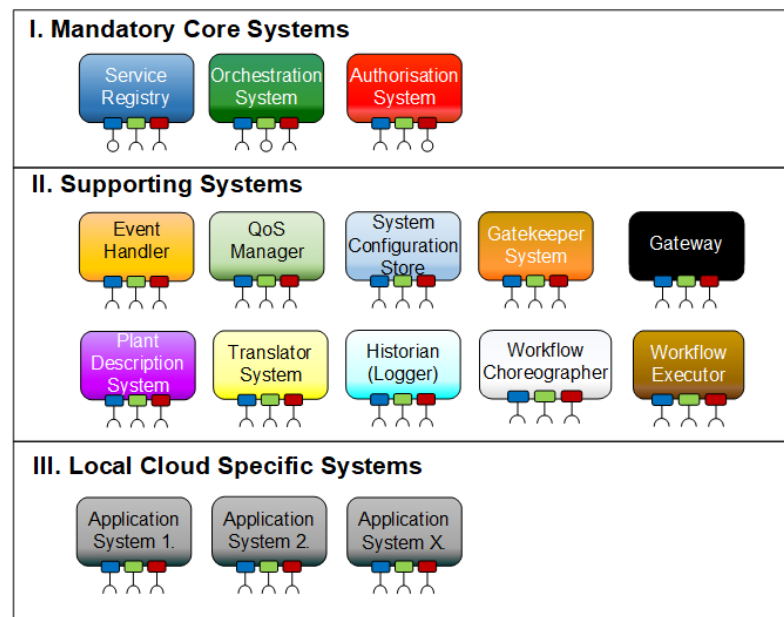 I. Mandatory Core Systems
Service
Registry
Orchestration
System
Authorisation
System
II. Supporting Systems
Event
Handler
QoS
Manager
System
Configuration
Store
Gatekeeper
System
Gateway
Plant
Description
System
Translator
System
Historian
(Logger)
Workflow
Choreographer
Workflow
Executor
III. Local Cloud Specific Systems
Application
System 1.
Application
System 2.
Application
System X.